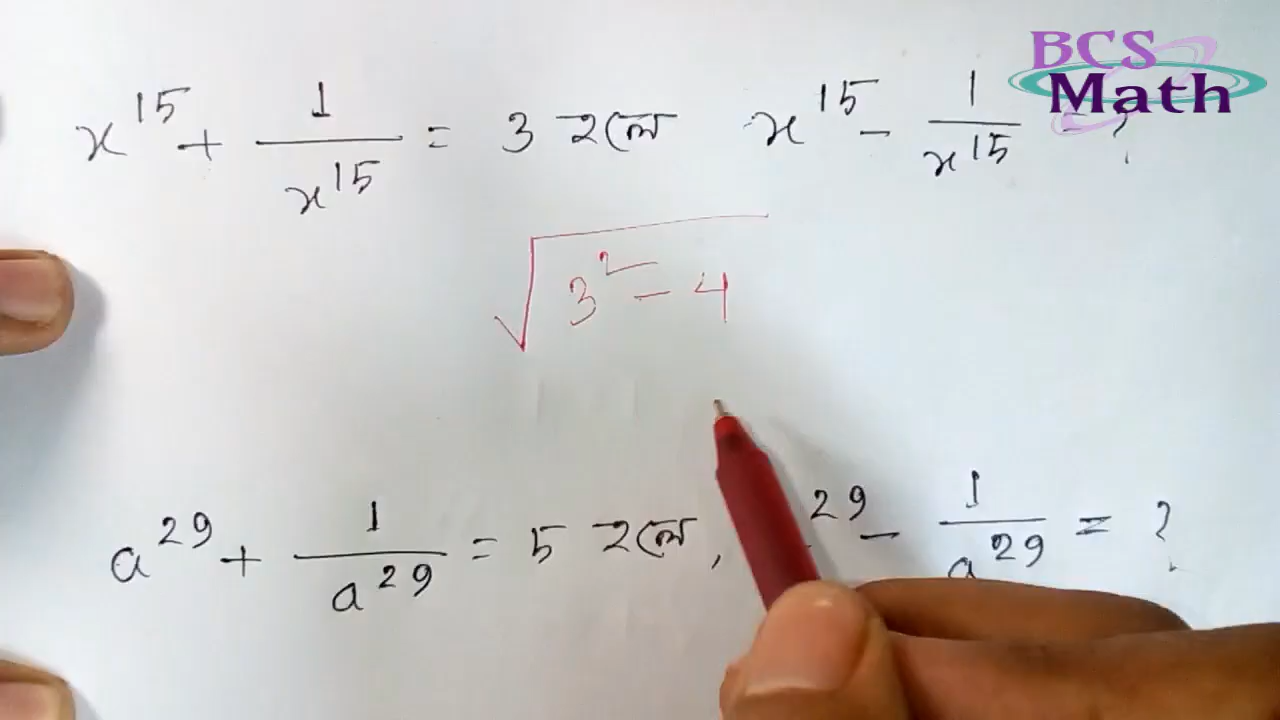 BCS
Math
x¹⁵ + 1/x¹⁵ = 3 হলে x¹⁵ - 1/x¹⁵ = ?
√(3² - 4)
a²⁹ + 1/a²⁹ = 5 হলে, ²⁹ - 1/a²⁹ = ?